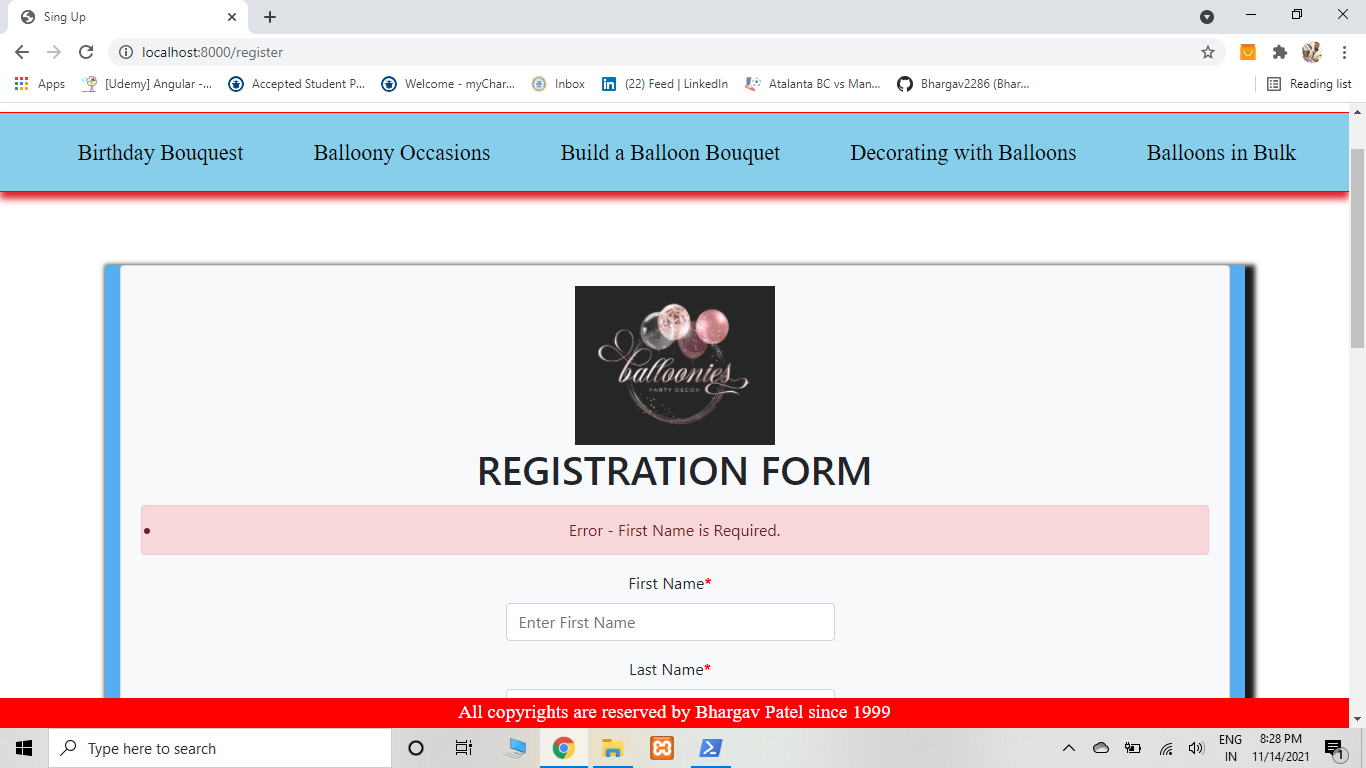 Sing Up
localhost:8000/register
Apps [Udemy] Angular -... Accepted Student P... Welcome - myChar... Inbox (22) Feed | LinkedIn Atalanta BC vs Man... Bhargav2286 (Bhar... Reading list
Birthday Bouquest Balloony Occasions Build a Balloon Bouquet Decorating with Balloons Balloons in Bulk
balloonies
PARTY DECOR
REGISTRATION FORM
Error - First Name is Required.
First Name*
Enter First Name
Last Name*
All copyrights are reserved by Bhargav Patel since 1999
Type here to search
ENG
IN
8:28 PM
11/14/2021
1